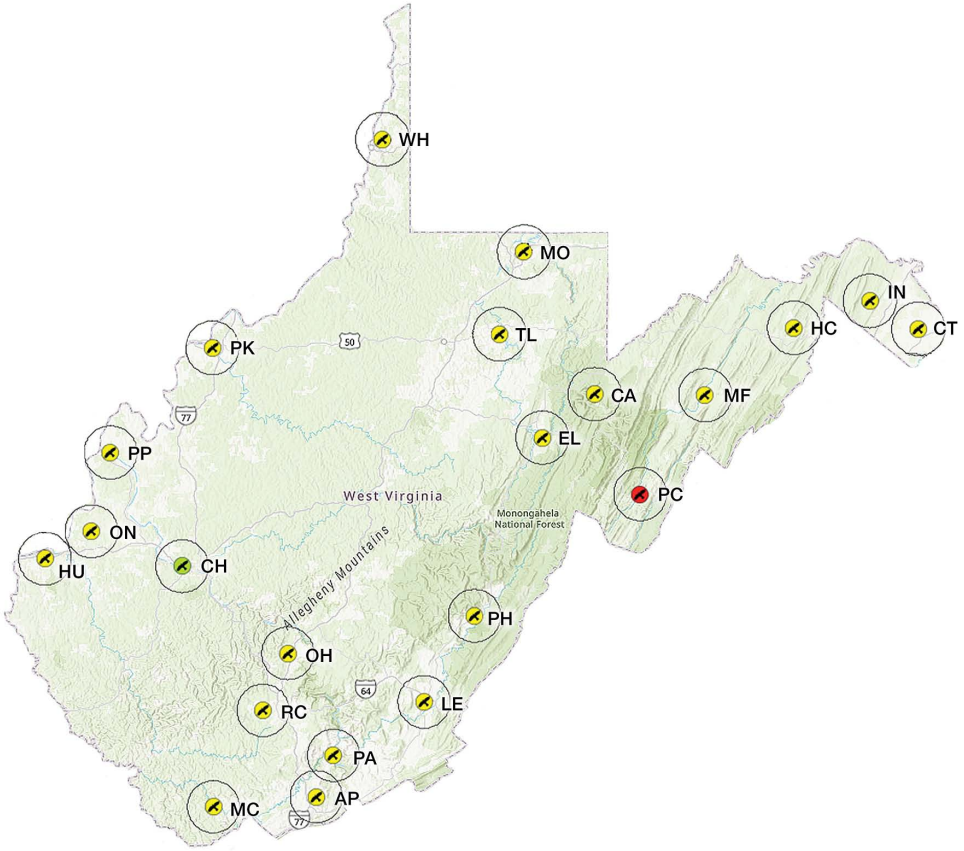 WH
MO
IN
HC
CT
TL
50
PK
CA
MF
77
EL
PP
West Virginia
PC
Monongahela
National Forest
ON
Allegheny Mountains
HU
CH
PH
OH
64
LE
RC
PA
AP
MC
77